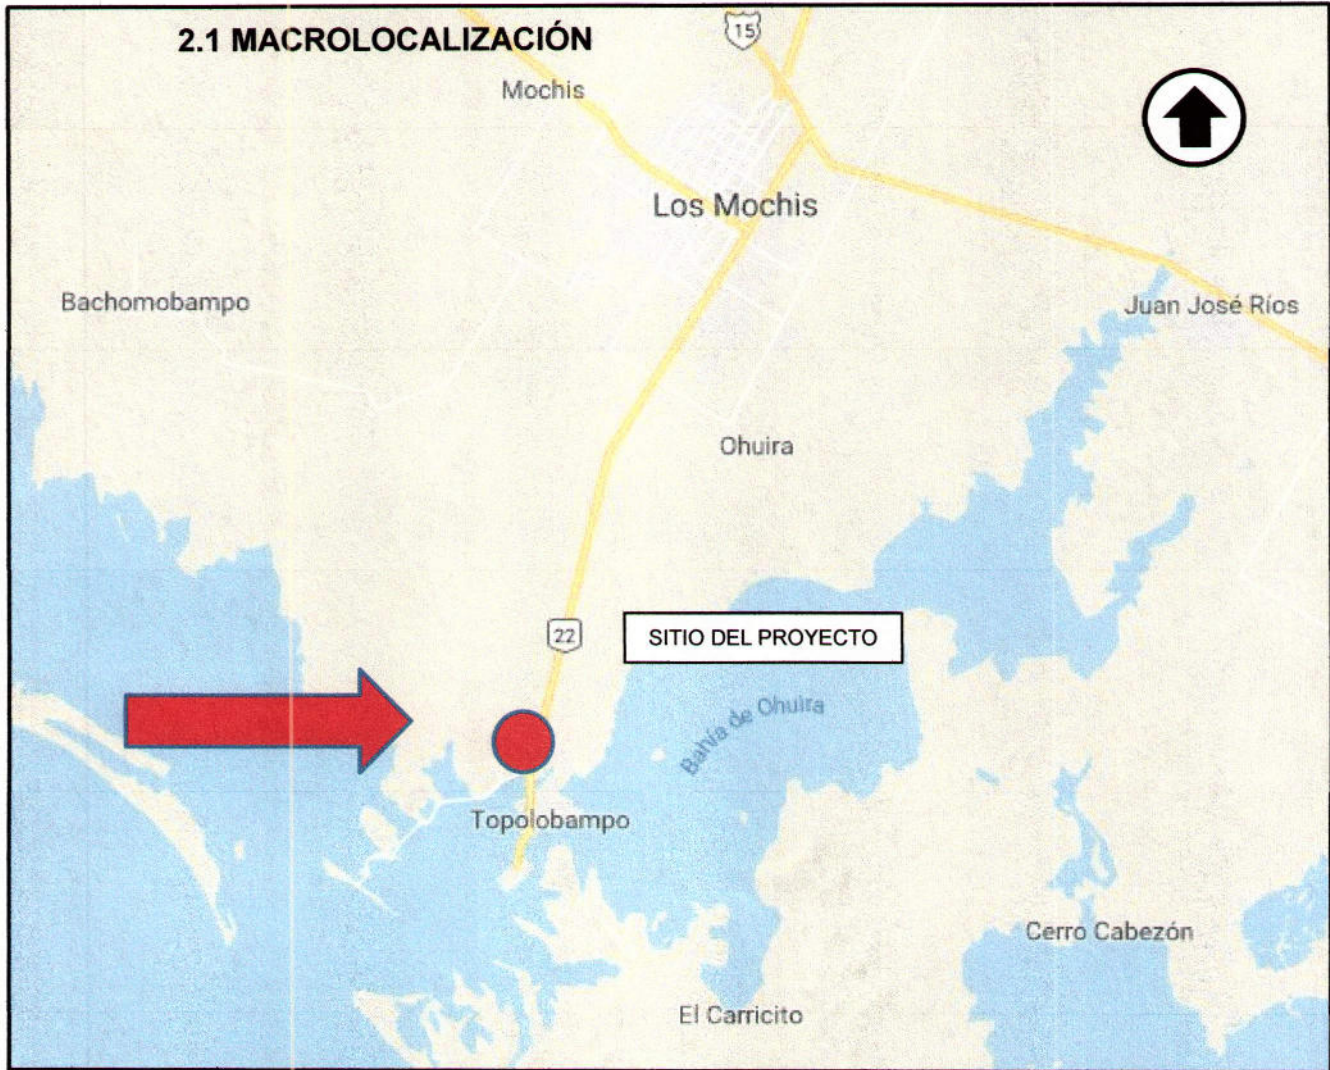 2.1 MACROLOCALIZACIÓN
15
Mochis
Los Mochis
Bachomobampo
Juan José Ríos
Ohuira
22
SITIO DEL PROYECTO
Bahía de Ohuira
Topolobampo
Cerro Cabezón
El Carricito